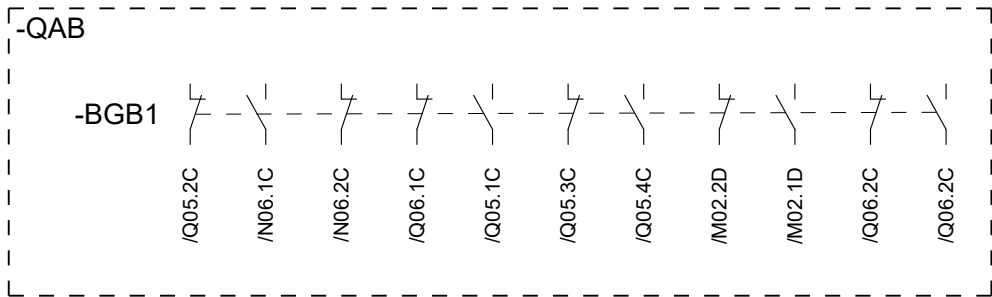 -QAB
-BGB1
/Q05.2C
/N06.1C
/N06.2C
/Q06.1C
/Q05.1C
/Q05.3C
/Q05.4C
/M02.2D
/M02.1D
/Q06.2C
/Q06.2C